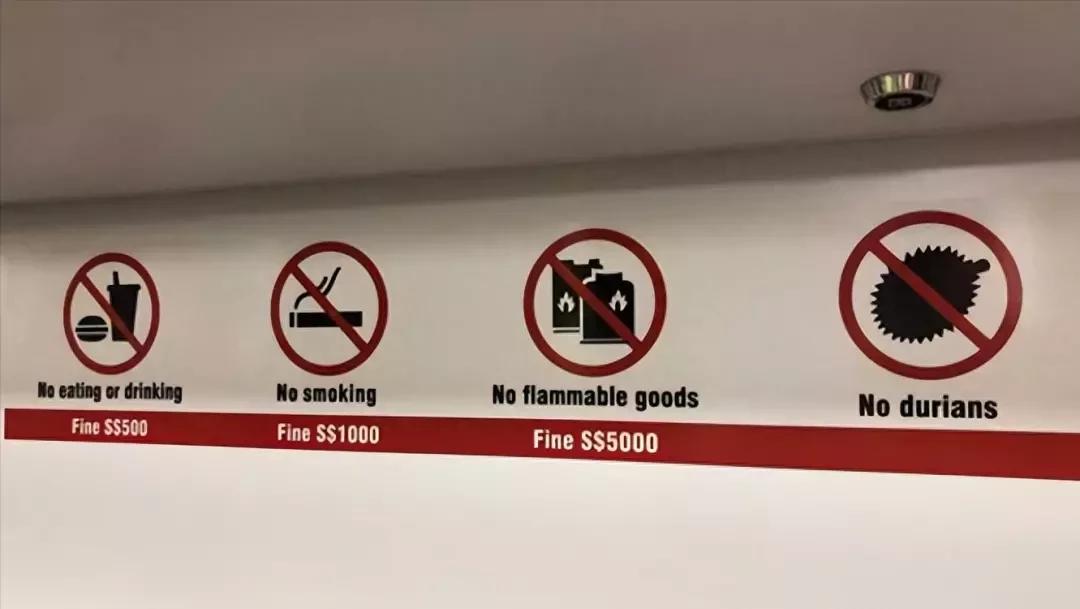 No eating or drinking
Fine S$500
No smoking
Fine S$1000
No flammable goods
Fine S$5000
No durians